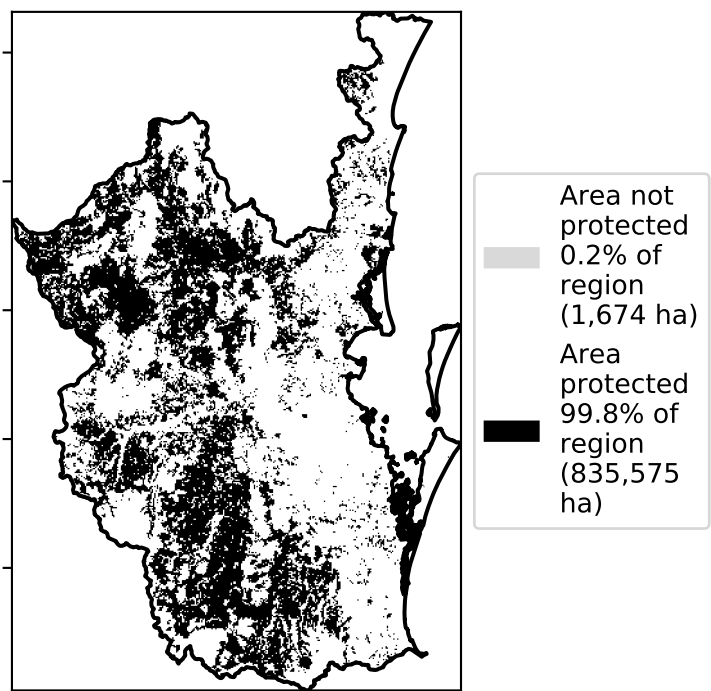 Area not
protected
0.2% of
region
(1,674 ha)
Area
protected
99.8% of
region
(835,575
ha)